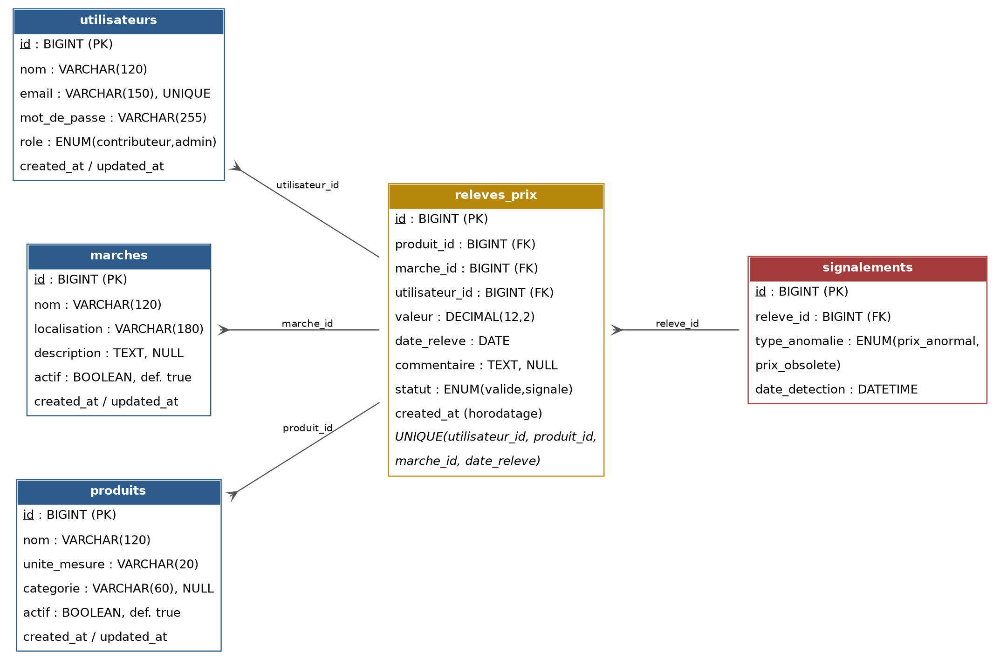 utilisateurs
id : BIGINT (PK)
nom : VARCHAR(120)
email : VARCHAR(150), UNIQUE
mot_de_passe : VARCHAR(255)
role : ENUM(contributeur,admin)
created_at / updated_at
utilisateur_id
marches
id : BIGINT (PK)
nom : VARCHAR(120)
localisation : VARCHAR(180)
description : TEXT, NULL
actif : BOOLEAN, def. true
created_at / updated_at
marche_id
produits
id : BIGINT (PK)
nom : VARCHAR(120)
unite_mesure : VARCHAR(20)
categorie : VARCHAR(60), NULL
actif : BOOLEAN, def. true
created_at / updated_at
produit_id
releves_prix
id : BIGINT (PK)
produit_id : BIGINT (FK)
marche_id : BIGINT (FK)
utilisateur_id : BIGINT (FK)
valeur : DECIMAL(12,2)
date_releve : DATE
commentaire : TEXT, NULL
statut : ENUM(valide,signale)
created_at (horodatage)
UNIQUE(utilisateur_id, produit_id,
marche_id, date_releve)
releve_id
signalements
id : BIGINT (PK)
releve_id : BIGINT (FK)
type_anomalie : ENUM(prix_anormal,
prix_obsolete)
date_detection : DATETIME